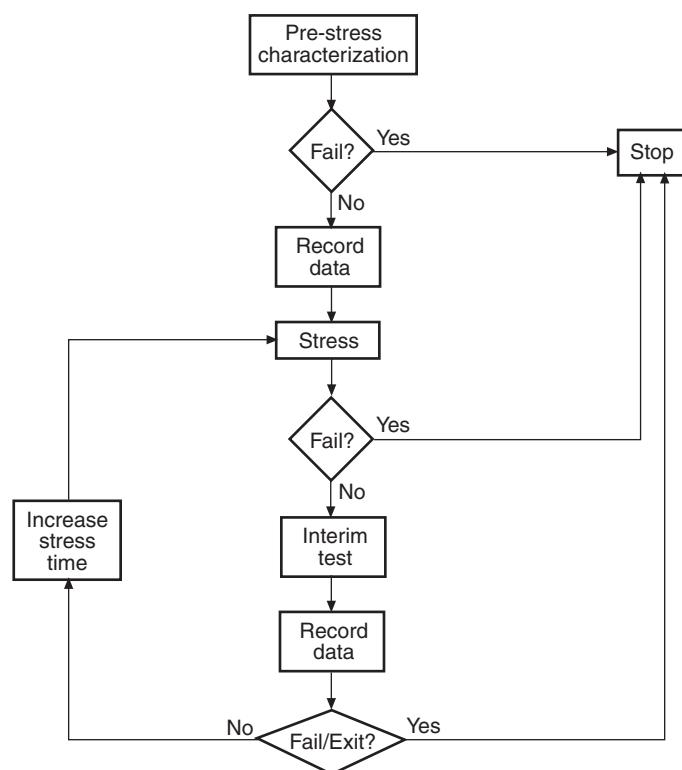 Pre-stress
characterization
Fail?
Yes
Stop
No
Record
data
Stress
Fail?
Yes
No
Increase
stress
time
Interim
test
Record
data
No
Fail/Exit?
Yes